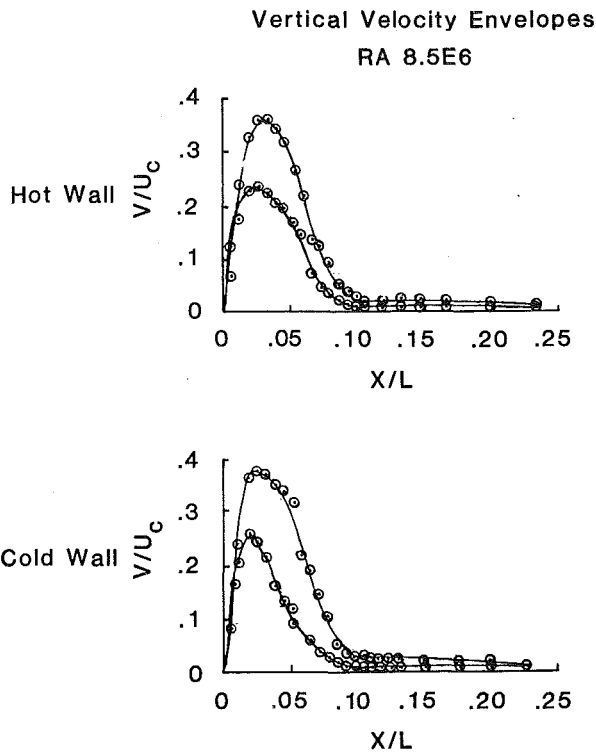 Vertical Velocity Envelopes
RA 8.5E6
Hot Wall
V/Uc
.4
.3
.2
.1
0
0 .05 .10 .15 .20 .25
X/L
Cold Wall
V/Uc
.4
.3
.2
.1
0
0 .05 .10 .15 .20 .25
X/L